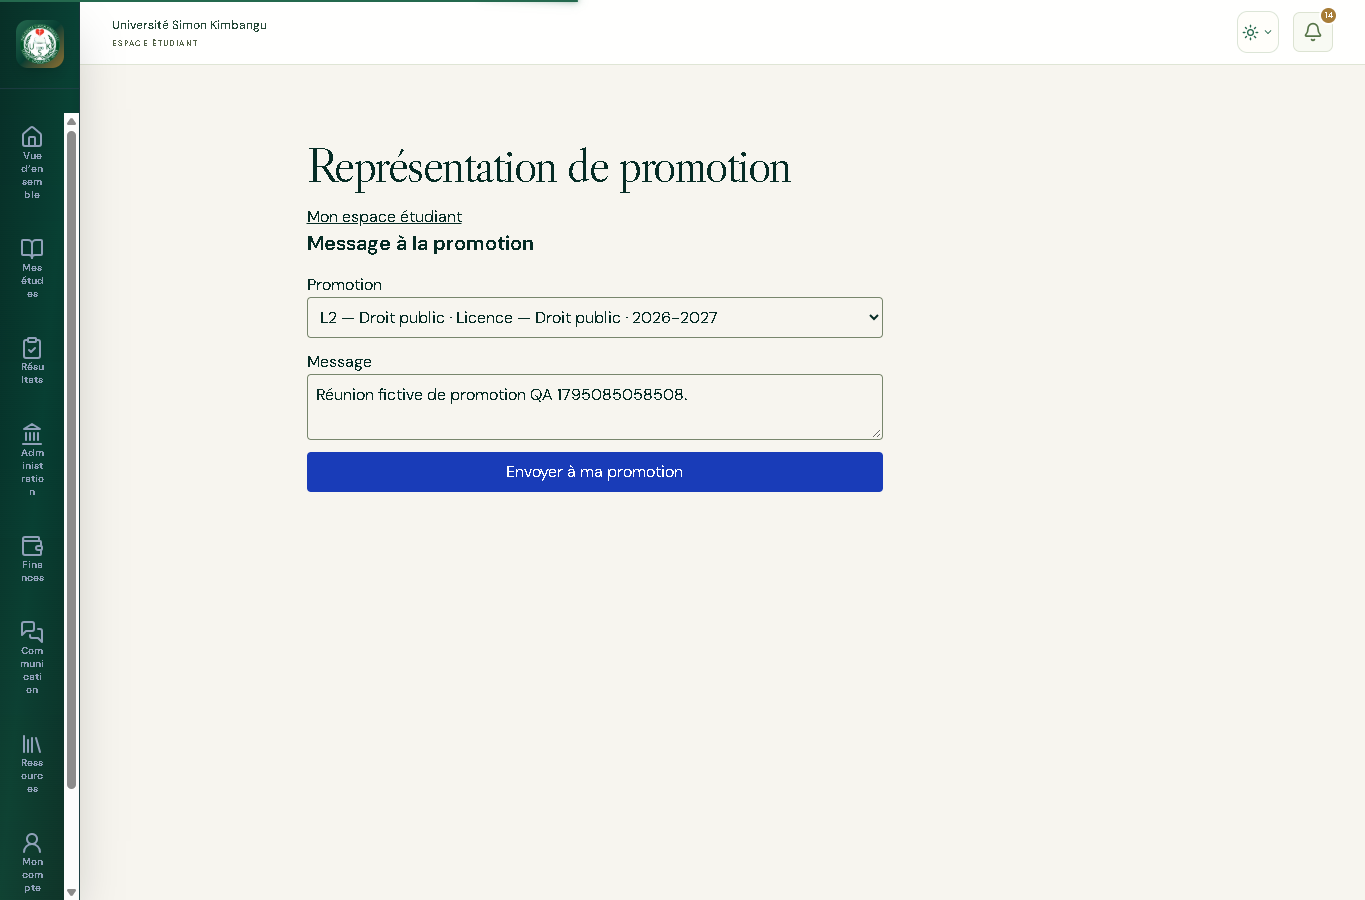 Université Simon Kimbangu
ESPACE ÉTUDIANT
14
Vue
d'en
sem
ble
Mes
étud
es
Résu
ltats
Adm
inist
ratio
n
Fina
nces
Com
muni
cati
on
Ress
ourc
es
Mon
com
pte
Représentation de promotion
Mon espace étudiant
Message à la promotion
Promotion
L2 — Droit public · Licence — Droit public · 2026-2027
Message
Réunion fictive de promotion QA 1795085058508.
Envoyer à ma promotion